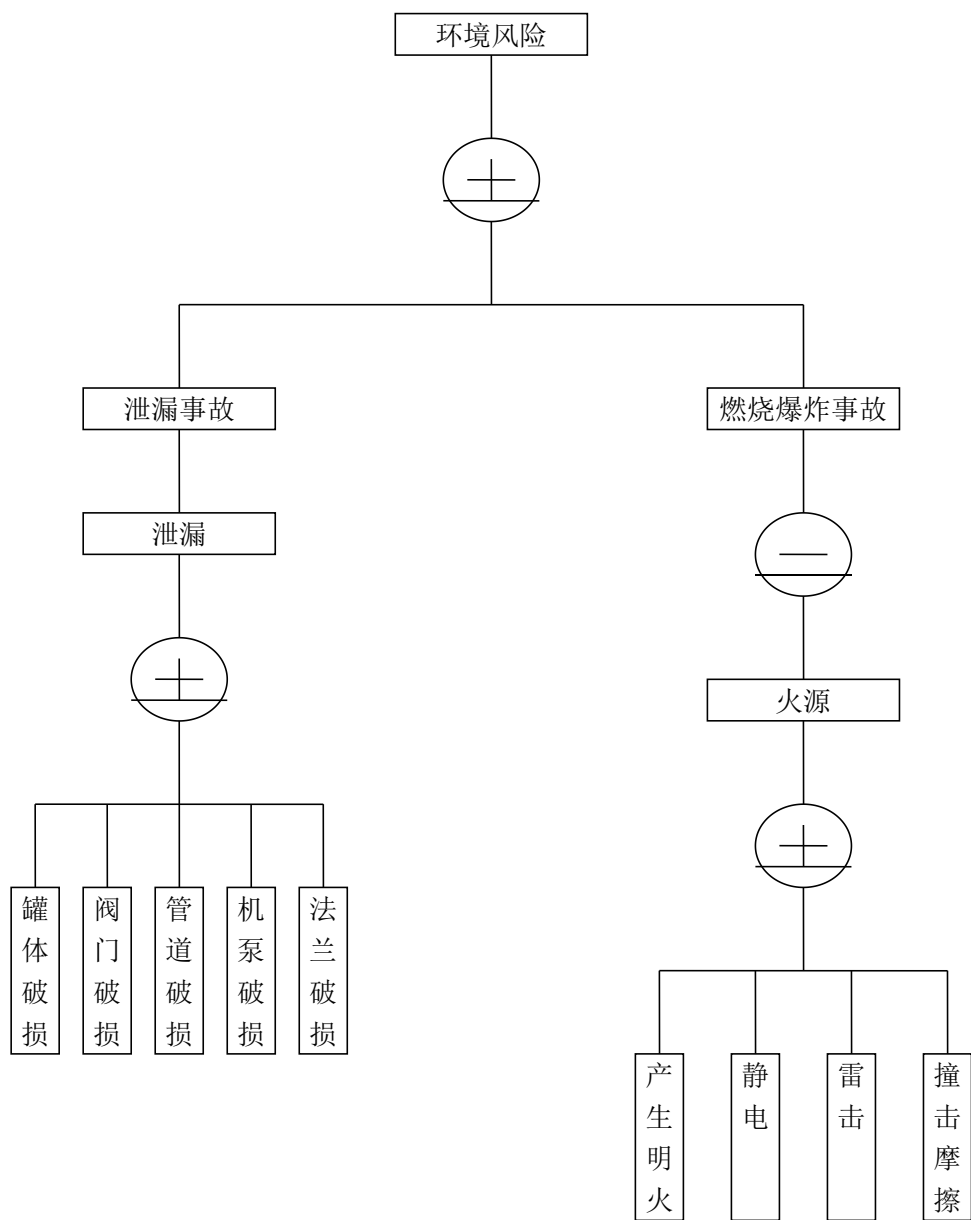 环境风险
泄漏事故
燃烧爆炸事故
泄漏
火源
罐体破损
阀门破损
管道破损
机泵破损
法兰破损
产生明火
静电
雷击
撞击摩擦